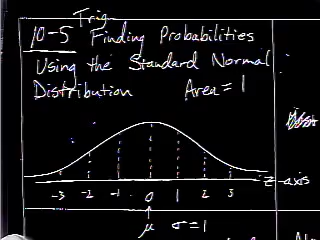 Trig
10-5 Finding Probabilities
Using the Standard Normal
Distribution Area = 1
-3 -2 -1 0 1 2 3 z-axis
μ σ = 1